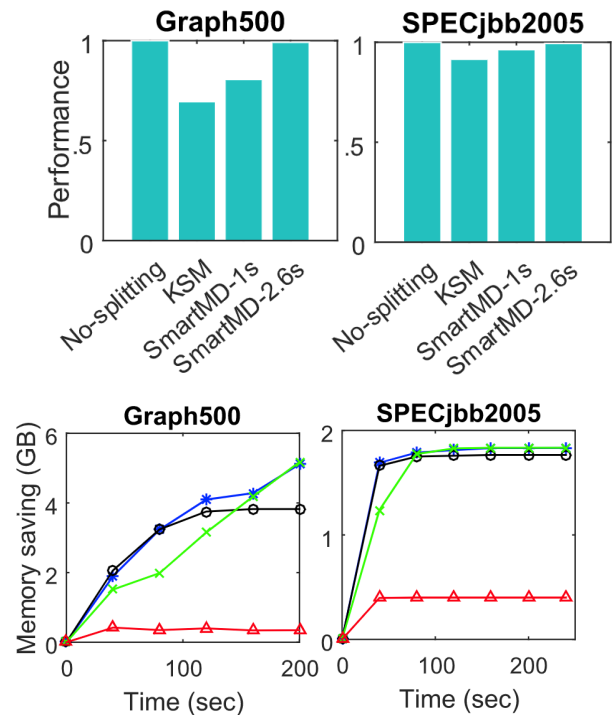 Graph500
SPECjbb2005
Performance
1
.5
0
1
.5
0
No-splitting
KSM
SmartMD-1s
SmartMD-2.6s
No-splitting
KSM
SmartMD-1s
SmartMD-2.6s
Graph500
SPECjbb2005
Memory saving (GB)
6
4
2
0
0
100
200
Time (sec)
2
1
0
0
100
200
Time (sec)